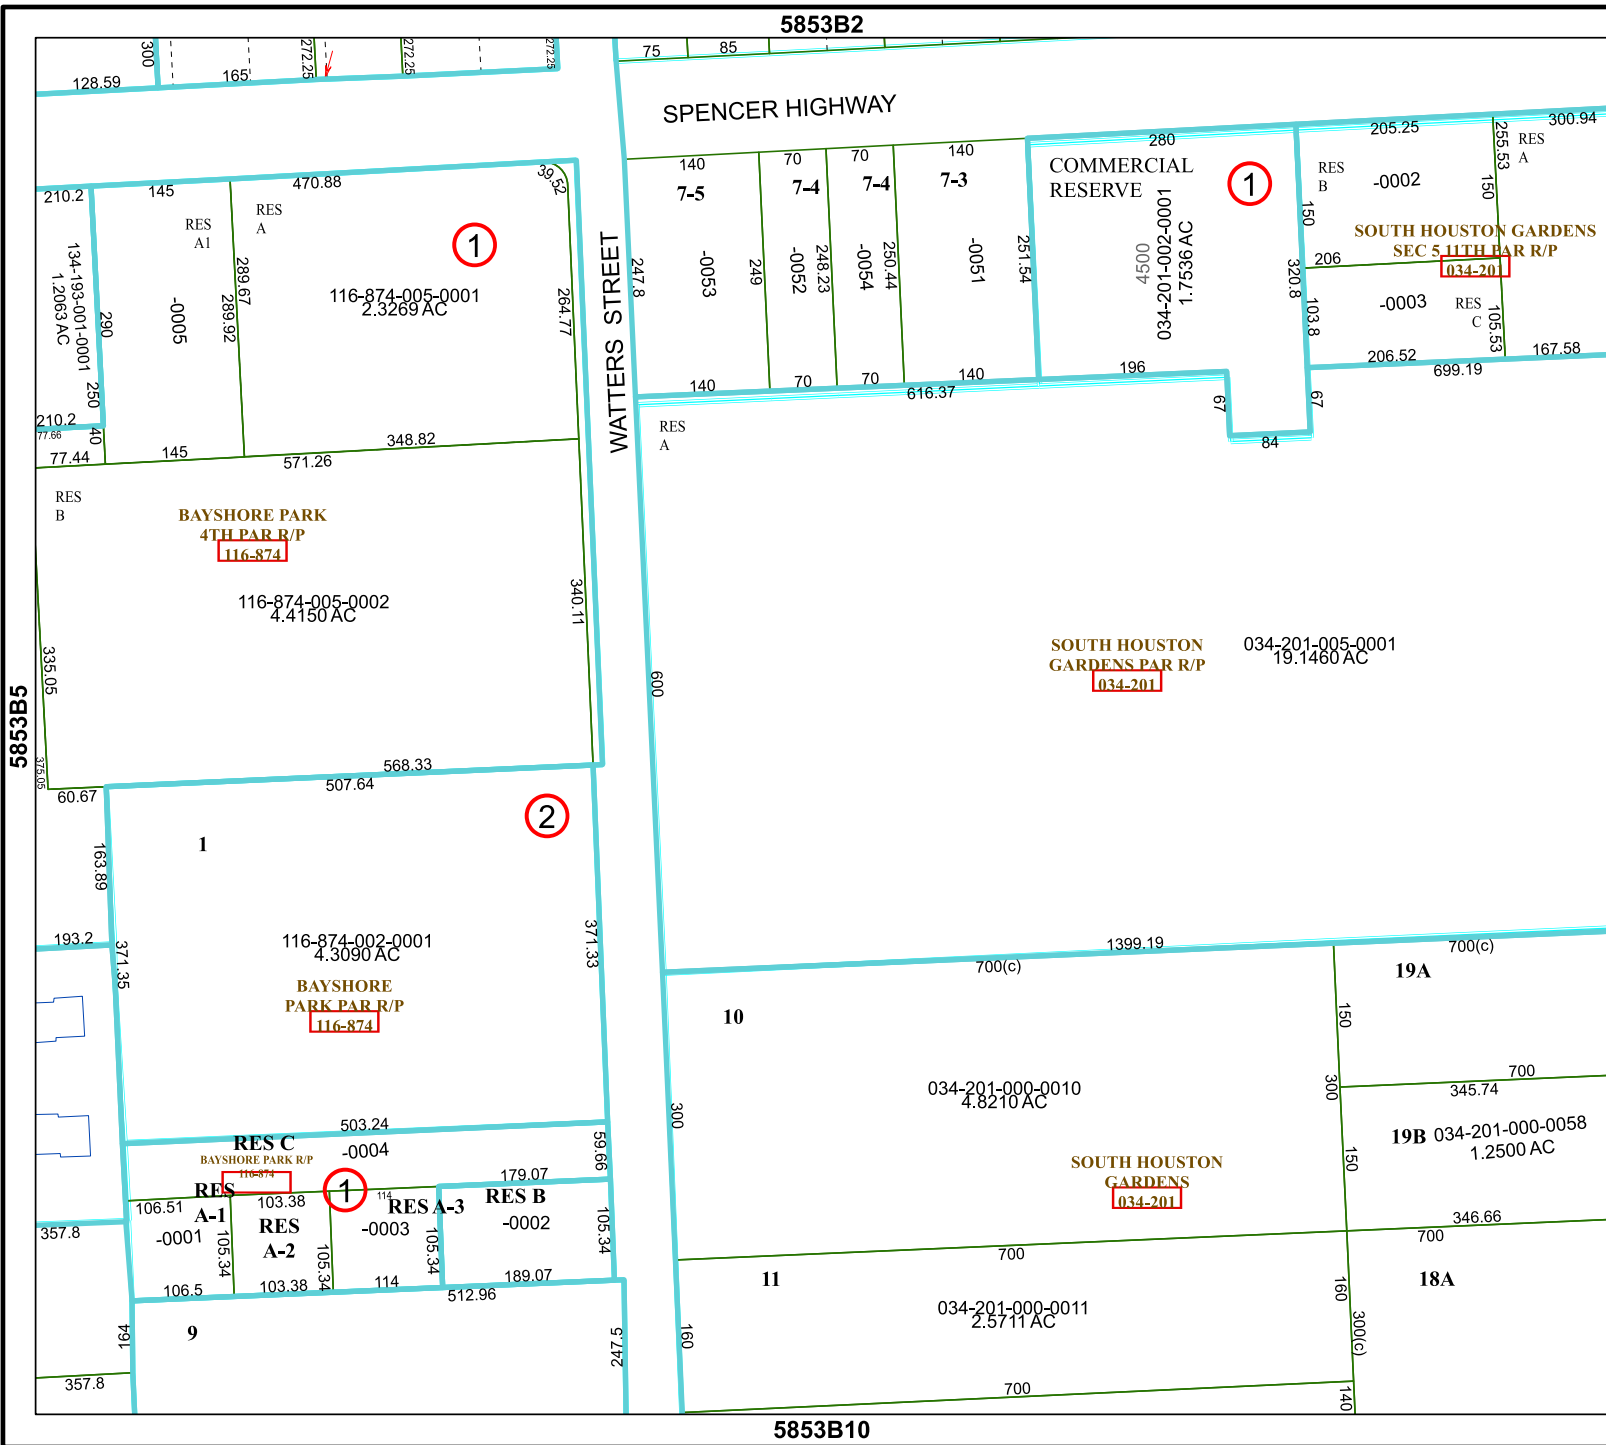 5853B2
300
128.59
165
272.25
272.25
272.25
75
85
SPENCER HIGHWAY
280
205.25
300.94
255.53
RES
A
COMMERCIAL
RESERVE
1
4500
034-201-002-0001
1.7536 AC
RES
B
-0002
150
150
SOUTH HOUSTON GARDENS
SEC 5 11TH PAR R/P
034-201
206
320.8
103.8
-0003
RES
C
105.53
206.52
167.58
699.19
140
70
70
140
7-5
7-4
7-4
7-3
247.8
-0053
249
-0052
248.23
-0054
250.44
-0051
251.54
140
70
70
140
616.37
196
67
67
84
210.2
145
470.88
39.52
RES
A1
RES
A
1
134-193-001-0001
1.2063 AC
290
250
-0005
289.67
289.92
116-874-005-0001
2.3269 AC
264.77
WATTERS STREET
210.2
77.66
40
77.44
145
348.82
571.26
RES
A
RES
B
BAYSHORE PARK
4TH PAR R/P
116-874
116-874-005-0002
4.4150 AC
340.11
335.05
375.05
600
SOUTH HOUSTON
GARDENS PAR R/P
034-201
034-201-005-0001
19.1460 AC
5853B5
568.33
507.64
60.67
2
1
163.89
193.2
371.35
371.33
116-874-002-0001
4.3090 AC
BAYSHORE
PARK PAR R/P
116-874
1399.19
700(c)
700(c)
19A
10
150
300
700
345.74
034-201-000-0010
4.8210 AC
300
19B
034-201-000-0058
1.2500 AC
150
SOUTH HOUSTON
GARDENS
034-201
346.66
700
700
503.24
RES C
-0004
59.66
BAYSHORE PARK R/P
116-874
1
179.07
RES
A-1
106.51
103.38
114
RES A-3
RES B
-0001
105.34
RES
A-2
105.34
-0003
105.34
-0002
105.34
357.8
106.5
103.38
114
189.07
512.96
11
18A
034-201-000-0011
2.5711 AC
160
300(c)
164
9
247.5
160
357.8
700
140
5853B10